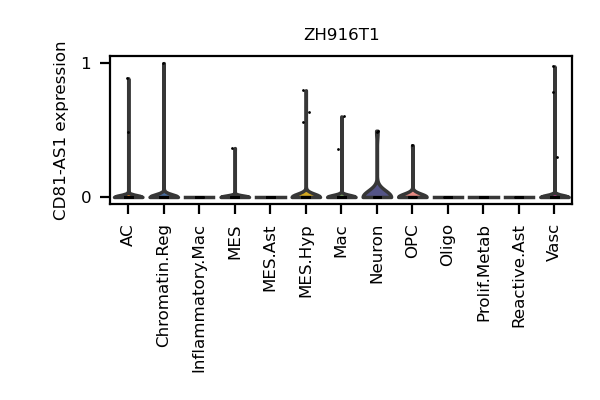 ZH916T1
CD81-AS1 expression
1
0
AC
Chromatin.Reg
Inflammatory.Mac
MES
MES.Ast
MES.Hyp
Mac
Neuron
OPC
Oligo
Prolif.Metab
Reactive.Ast
Vasc